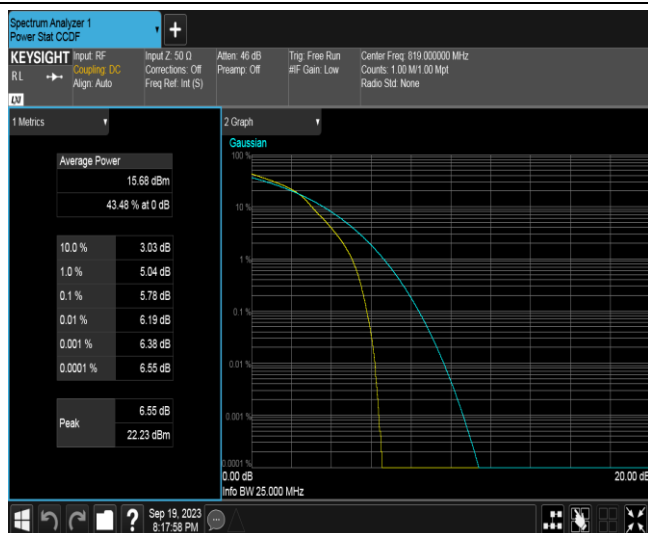 Spectrum Analyzer 1
Power Stat CCDF
+
KEYSIGHT
RL
LXI
Input: RF
Coupling: DC
Align: Auto
Input Z: 50 Ω
Corrections: Off
Freq Ref: Int (S)
Atten: 46 dB
Preamp: Off
Trig: Free Run
#IF Gain: Low
Center Freq: 819.000000 MHz
Counts: 1.00 M/1.00 Mpt
Radio Std: None
1 Metrics
Average Power
15.68 dBm
43.48 % at 0 dB
10.0 % 3.03 dB
1.0 % 5.04 dB
0.1 % 5.78 dB
0.01 % 6.19 dB
0.001 % 6.38 dB
0.0001 % 6.55 dB
Peak
6.55 dB
22.23 dBm
2 Graph
Gaussian
100 %
10 %
1 %
0.1 %
0.01 %
0.001 %
0.0001 %
0.00 dB 20.00 dB
Info BW 25.000 MHz
?
Sep 19, 2023
8:17:58 PM